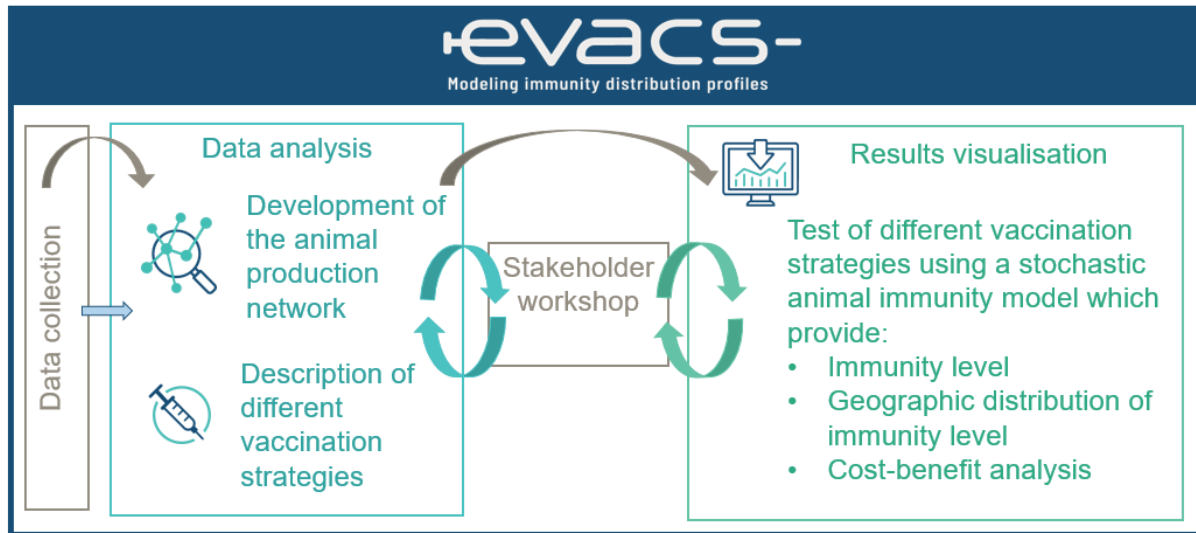 evacs
Modeling immunity distribution profiles
Data collection
Data analysis
Development of
the animal
production
network
Description of
different
vaccination
strategies
Stakeholder
workshop
Results visualisation
Test of different vaccination
strategies using a stochastic
animal immunity model which
provide:
• Immunity level
• Geographic distribution of
immunity level
• Cost-benefit analysis